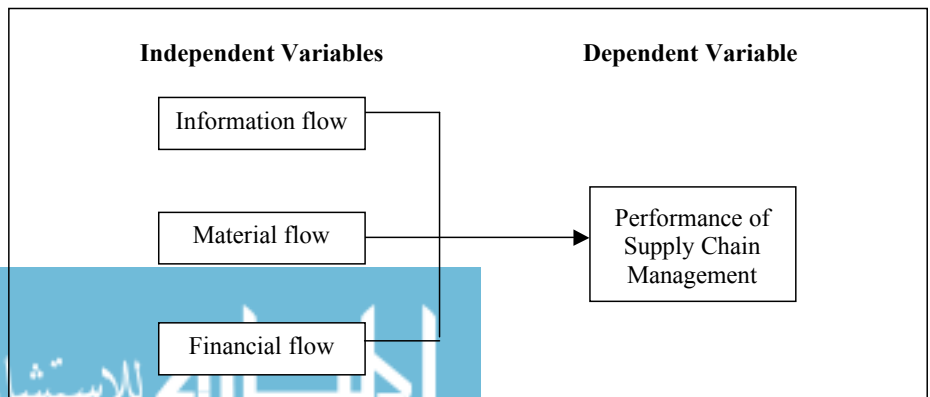 Independent Variables
Dependent Variable
Information flow
Material flow
Performance of
Supply Chain
Management
Financial flow